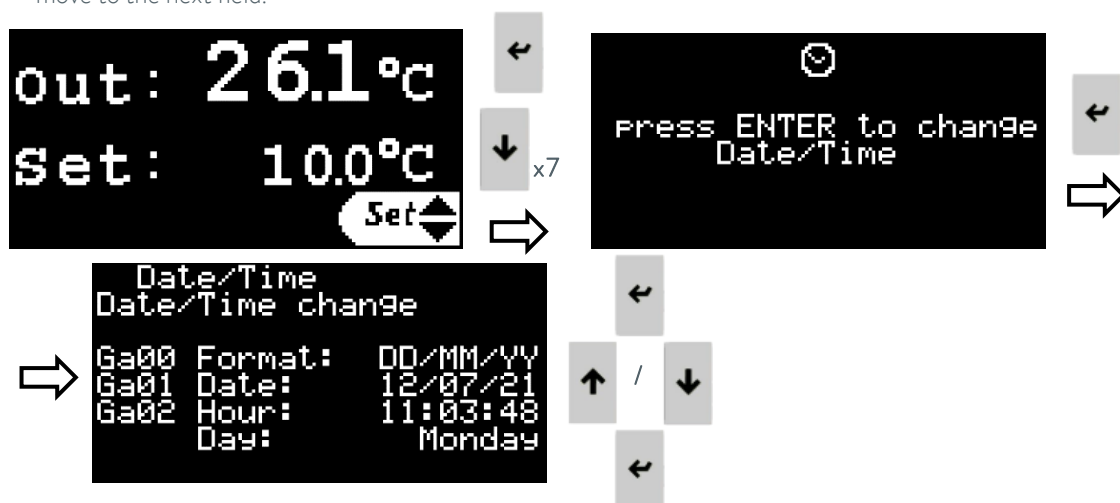 move to the next field.
out: 26.1°C
Set: 10.0°C
Set
x7
Press ENTER to change
Date/Time
Date/Time
Date/Time change
Ga00 Format: DD/MM/YY
Ga01 Date: 12/07/21
Ga02 Hour: 11:03:48
Day: Monday
/